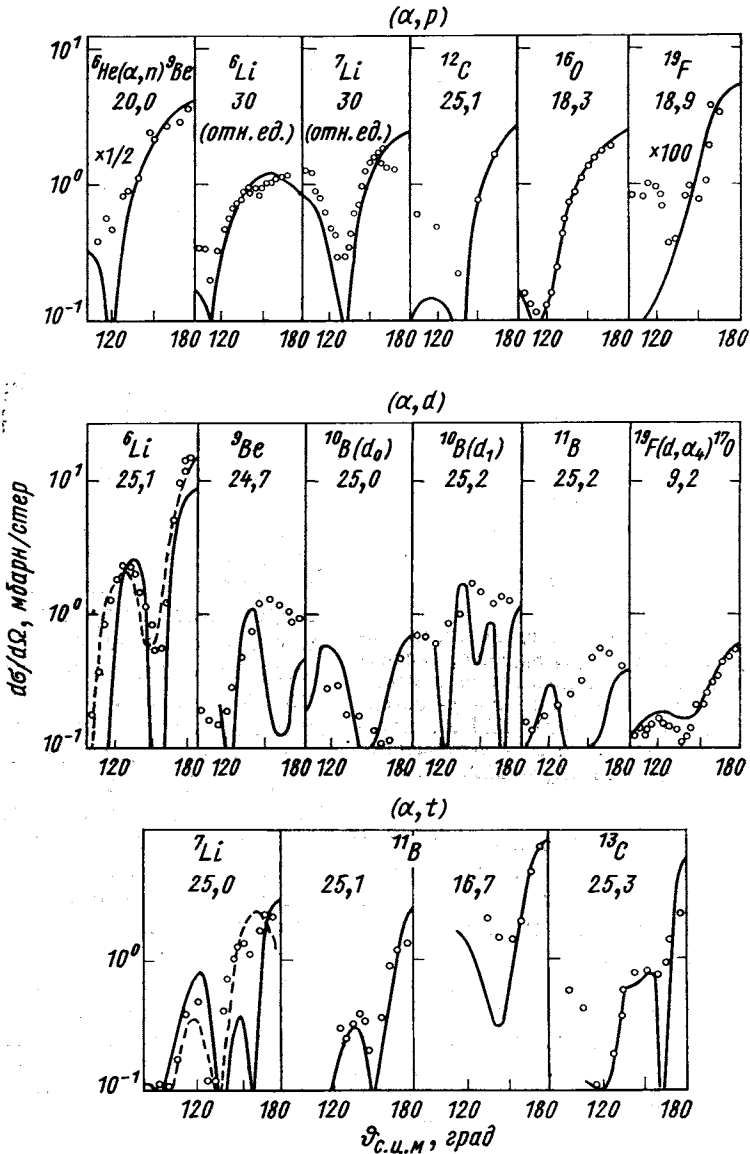 (α, p)
⁶He(α,n)⁹Be ⁶Li ⁷Li ¹²C ¹⁶O ¹⁹F
20,0 30 30 25,1 18,3 18,9
(отн.ед.) (отн.ед.)
×1/2 ×100
10¹
10⁰
10⁻¹
120 180 120 180 120 180 120 180 120 180 120 180
(α, d)
⁶Li ⁹Be ¹⁰B(d₀) ¹⁰B(d₁) ¹¹B ¹⁹F(d,α₄)¹⁷O
25,1 24,7 25,0 25,2 25,2 9,2
10¹
10⁰
10⁻¹
dσ/dΩ, мбарн/стер
120 180 120 180 120 180 120 180 120 180 120 180
(α, t)
⁷Li ¹¹B ¹³C
25,0 25,1 16,7 25,3
10⁰
10⁻¹
120 180 120 180 120 180 120 180
ϑс.ц.м, град